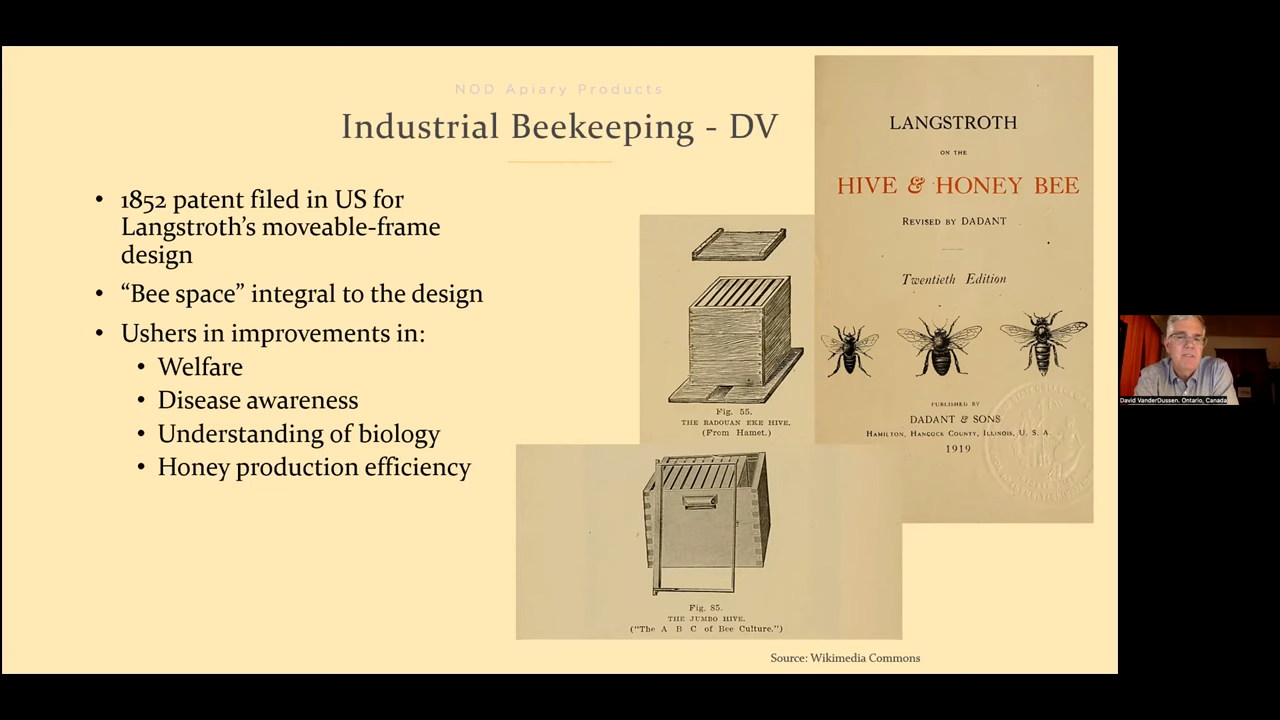 NOD Apiary Products
Industrial Beekeeping - DV
• 1852 patent filed in US for
Langstroth’s moveable-frame
design
• “Bee space” integral to the design
• Ushers in improvements in:
• Welfare
• Disease awareness
• Understanding of biology
• Honey production efficiency
Fig. 55.
THE RADOUAN EKE HIVE.
(From Hamet.)
LANGSTROTH
ON THE
HIVE & HONEY BEE
REVISED BY DADANT
Twentieth Edition
PUBLISHED BY
DADANT & SONS
HAMILTON, HANCOCK COUNTY, ILLINOIS, U. S. A.
1919
Fig. 85.
THE JUMBO HIVE.
("The A B C of Bee Culture.")
Source: Wikimedia Commons
David VanderDussen, Ontario, Canada